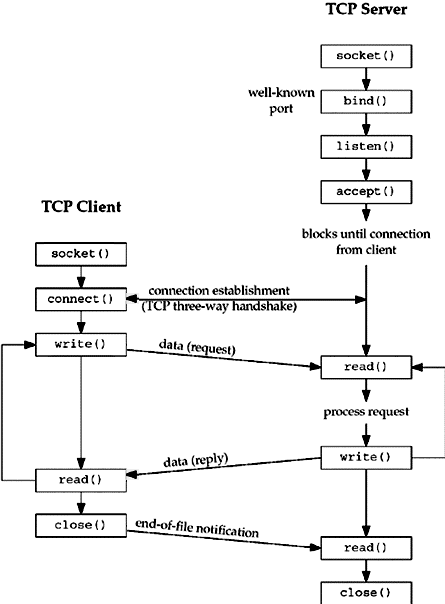 TCP Server
socket()
well-known
port
bind()
listen()
accept()
TCP Client
blocks until connection
from client
socket()
connection establishment
connect()
(TCP three-way handshake)
write()
data (request)
read()
process request
data (reply)
write()
read()
close()
end-of-file notification
read()
close()